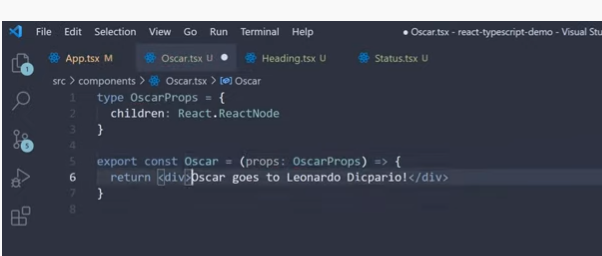 File Edit Selection View Go Run Terminal Help ● Oscar.tsx - react-typescript-demo - Visual Stu
App.tsx M Oscar.tsx U ● Heading.tsx U Status.tsx U
src > components > Oscar.tsx > Oscar
1 type OscarProps = {
2 children: React.ReactNode
3 }
4
5 export const Oscar = (props: OscarProps) => {
6 return <div>Oscar goes to Leonardo Dicpario!</div>
7 }
8
1
5